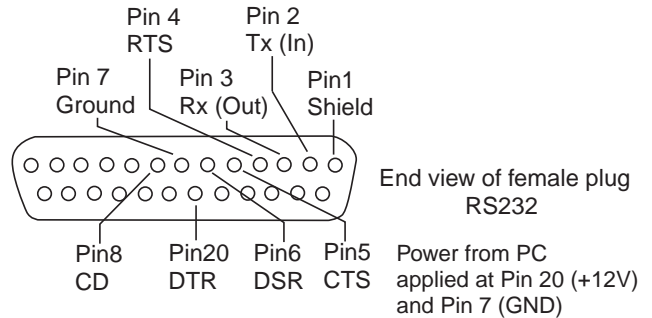 Pin 4
RTS
Pin 2
Tx (In)
Pin 7
Ground
Pin 3
Rx (Out)
Pin1
Shield
End view of female plug
RS232
Pin8
CD
Pin20
DTR
Pin6
DSR
Pin5
CTS
Power from PC
applied at Pin 20 (+12V)
and Pin 7 (GND)